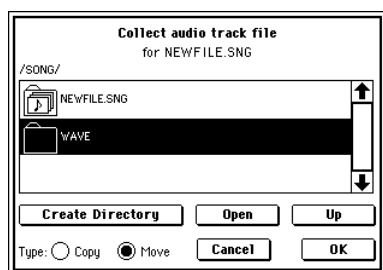 Collect audio track file
for NEWFILE.SNG
/SONG/
NEWFILE.SNG
WAVE
Create Directory Open Up
Type: Copy Move Cancel OK